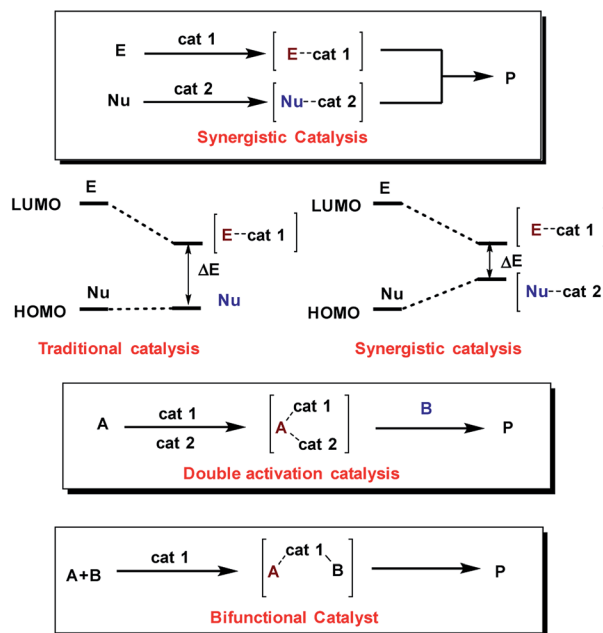 E cat 1 [E--cat 1]
P
Nu cat 2 [Nu--cat 2]
Synergistic Catalysis
E E
LUMO LUMO
[E--cat 1] [E--cat 1]
ΔE ΔE
Nu Nu Nu [Nu--cat 2]
HOMO HOMO
Traditional catalysis Synergistic catalysis
cat 1 cat 1 B
A A P
cat 2 cat 2
Double activation catalysis
cat 1 cat 1
A+B A B P
Bifunctional Catalyst